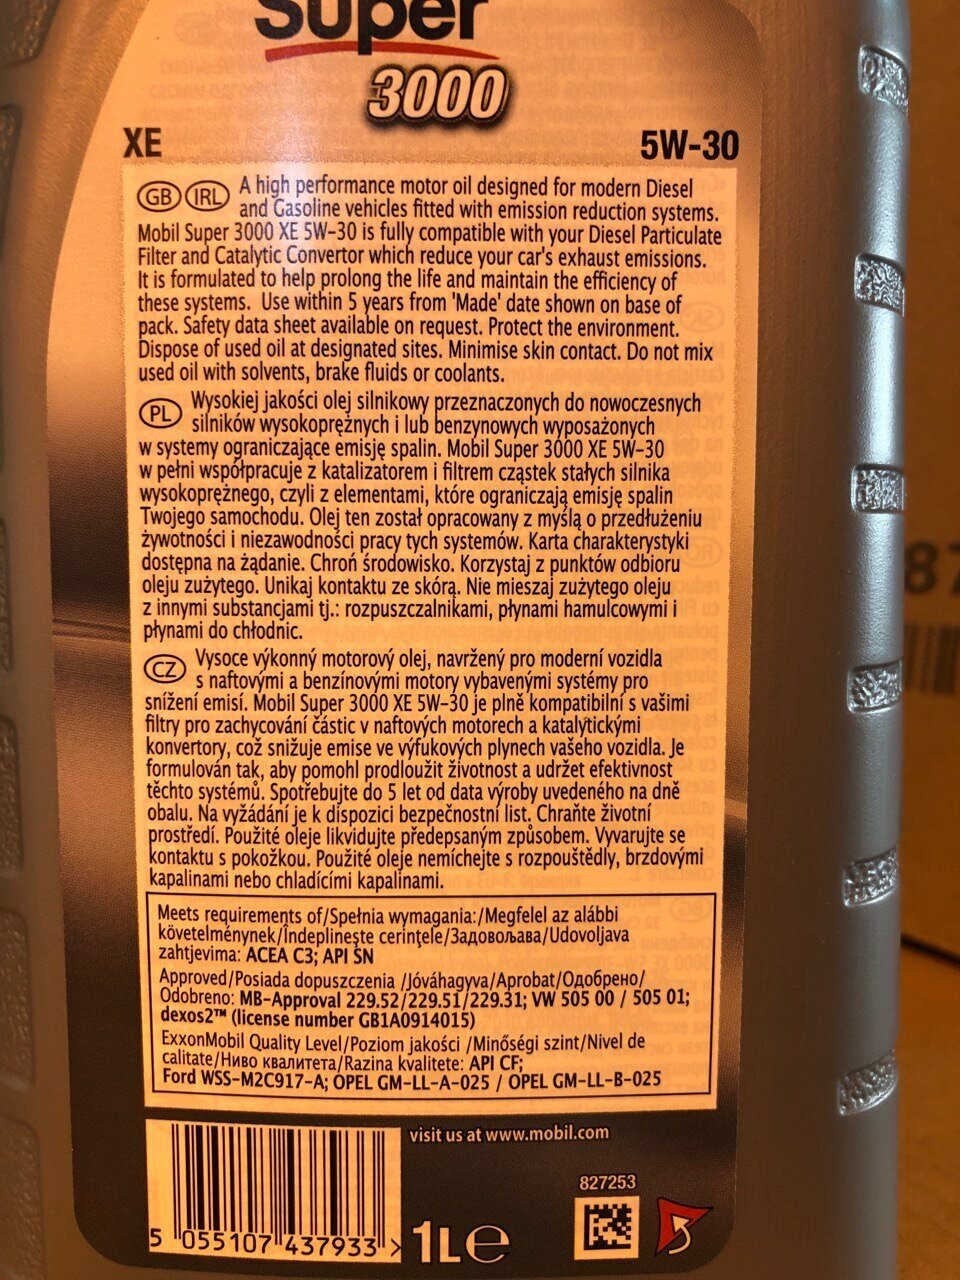 Super
3000
XE 5W-30
GB IRL A high performance motor oil designed for modern Diesel
and Gasoline vehicles fitted with emission reduction systems.
Mobil Super 3000 XE 5W-30 is fully compatible with your Diesel Particulate
Filter and Catalytic Convertor which reduce your car's exhaust emissions.
It is formulated to help prolong the life and maintain the efficiency of
these systems. Use within 5 years from 'Made' date shown on base of
pack. Safety data sheet available on request. Protect the environment.
Dispose of used oil at designated sites. Minimise skin contact. Do not mix
used oil with solvents, brake fluids or coolants.
PL Wysokiej jakości olej silnikowy przeznaczonych do nowoczesnych
silników wysokoprężnych i lub benzynowych wyposażonych
w systemy ograniczające emisję spalin. Mobil Super 3000 XE 5W-30
w pełni współpracuje z katalizatorem i filtrem cząstek stałych silnika
wysokoprężnego, czyli z elementami, które ograniczają emisję spalin
Twojego samochodu. Olej ten został opracowany z myślą o przedłużeniu
żywotności i niezawodności pracy tych systemów. Karta charakterystyki
dostępna na żądanie. Chroń środowisko. Korzystaj z punktów odbioru
oleju zużytego. Unikaj kontaktu ze skórą. Nie mieszaj zużytego oleju
z innymi substancjami tj.: rozpuszczalnikami, płynami hamulcowymi i
płynami do chłodnic.
CZ Vysoce výkonný motorový olej, navržený pro moderní vozidla
s naftovými a benzínovými motory vybavenými systémy pro
snížení emisí. Mobil Super 3000 XE 5W-30 je plně kompatibilní s vašimi
filtry pro zachycování částic v naftových motorech a katalytickými
konvertory, což snižuje emise ve výfukových plynech vašeho vozidla. Je
formulován tak, aby pomohl prodloužit životnost a udržet efektivnost
těchto systémů. Spotřebujte do 5 let od data výroby uvedeného na dně
obalu. Na vyžádání je k dispozici bezpečnostní list. Chraňte životní
prostředí. Použité oleje likvidujte předepsaným způsobem. Vyvarujte se
kontaktu s pokožkou. Použité oleje nemíchejte s rozpouštědly, brzdovými
kapalinami nebo chladícími kapalinami.
Meets requirements of/Spełnia wymagania:/Megfelel az alábbi
követelménynek/Îndeplineşte cerinţele/Задовољава/Udovoljava
zahtjevima: ACEA C3; API SN
Approved/Posiada dopuszczenia /Jóváhagyva/Aprobat/Одобрено/
Odobreno: MB-Approval 229.52/229.51/229.31; VW 505 00 / 505 01;
dexos2™ (license number GB1A0914015)
ExxonMobil Quality Level/Poziom jakości /Minőségi szint/Nivel de
calitate/Ниво квалитета/Razina kvalitete: API CF;
Ford WSS-M2C917-A; OPEL GM-LL-A-025 / OPEL GM-LL-B-025
visit us at www.mobil.com
827253
5 055107 437933 >
1L℮
87